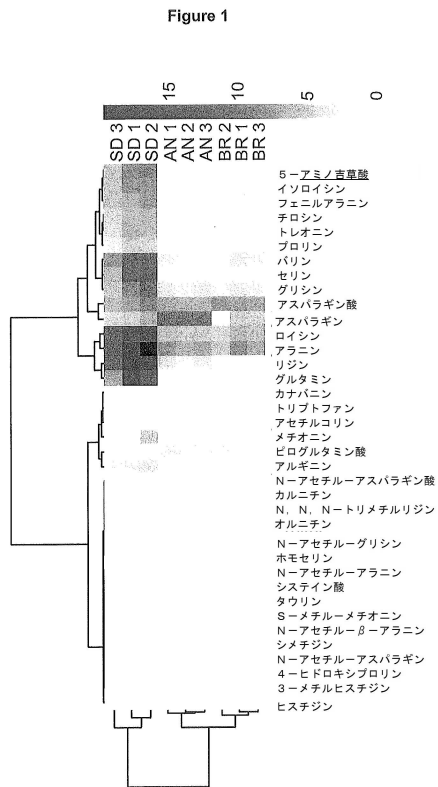 Figure 1
15
10
5
0
SD 3
SD 1
SD 2
AN 1
AN 2
AN 3
BR 2
BR 1
BR 3
5－アミノ吉草酸
イソロイシン
フェニルアラニン
チロシン
トレオニン
プロリン
バリン
セリン
グリシン
アスパラギン酸
アスパラギン
ロイシン
アラニン
リジン
グルタミン
カナバニン
トリプトファン
アセチルコリン
メチオニン
ピログルタミン酸
アルギニン
N－アセチル－アスパラギン酸
カルニチン
N，N，N－トリメチルリジン
オルニチン
N－アセチル－グリシン
ホモセリン
N－アセチル－アラニン
システイン酸
タウリン
S－メチル－メチオニン
N－アセチル－β－アラニン
シメチジン
N－アセチル－アスパラギン
4－ヒドロキシプロリン
3－メチルヒスチジン
ヒスチジン